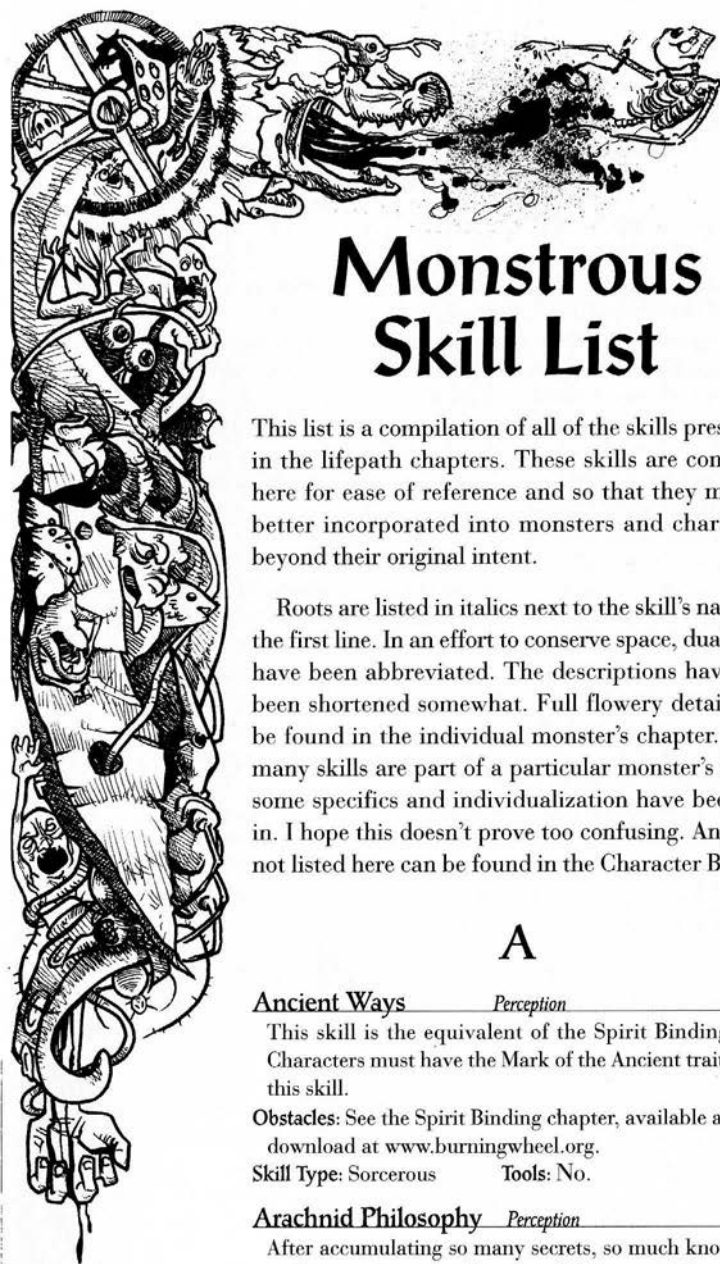 Monstrous
Skill List
This list is a compilation of all of the skills pres
in the lifepath chapters. These skills are con
here for ease of reference and so that they m
better incorporated into monsters and char
beyond their original intent.
Roots are listed in italics next to the skill's na
the first line. In an effort to conserve space, dua
have been abbreviated. The descriptions hav
been shortened somewhat. Full flowery detai
be found in the individual monster's chapter.
many skills are part of a particular monster's
some specifics and individualization have bee
in. I hope this doesn't prove too confusing. An
not listed here can be found in the Character B
A
Ancient Ways Perception
This skill is the equivalent of the Spirit Binding
Characters must have the Mark of the Ancient trait
this skill.
Obstacles: See the Spirit Binding chapter, available a
download at www.burningwheel.org.
Skill Type: Sorcerous Tools: No.
Arachnid Philosophy Perception
After accumulating so many secrets, so much kno